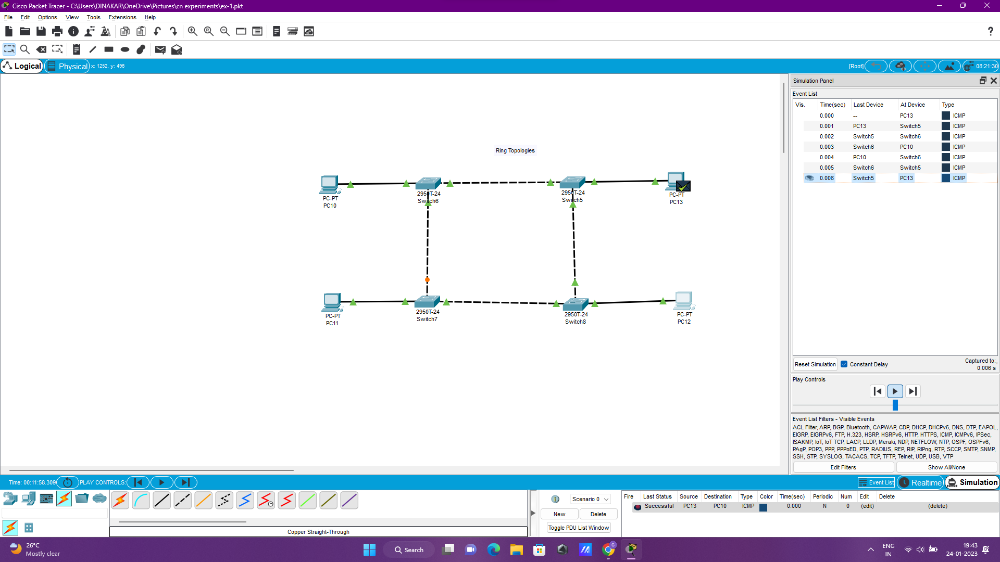 Cisco Packet Tracer - C:\Users\DINAKAR\OneDrive\Pictures\cn experiments\ex-1.pkt
File Edit Options View Tools Extensions Help
Logical Physical x: 1252, y: 496 [Root] 08:21:30
Simulation Panel
Event List
Vis. Time(sec) Last Device At Device Type
0.000 -- PC13 ICMP
0.001 PC13 Switch5 ICMP
0.002 Switch5 Switch6 ICMP
0.003 Switch6 PC10 ICMP
0.004 PC10 Switch6 ICMP
0.005 Switch6 Switch5 ICMP
0.006 Switch5 PC13 ICMP
Ring Topologies
PC-PT
PC10
2950T-24
Switch6
2950T-24
Switch5
PC-PT
PC13
PC-PT
PC11
2950T-24
Switch7
2950T-24
Switch8
PC-PT
PC12
Reset Simulation Constant Delay Captured to:
0.006 s
Play Controls
Event List Filters - Visible Events
ACL Filter, ARP, BGP, Bluetooth, CAPWAP, CDP, DHCP, DHCPv6, DNS, DTP, EAPOL,
EIGRP, EIGRPv6, FTP, H.323, HSRP, HSRPv6, HTTP, HTTPS, ICMP, ICMPv6, IPSec,
ISAKMP, IoT, IoT TCP, LACP, LLDP, Meraki, NDP, NETFLOW, NTP, OSPF, OSPFv6,
PAgP, POP3, PPP, PPPoED, PTP, RADIUS, REP, RIP, RIPng, RTP, SCCP, SMTP, SNMP,
SSH, STP, SYSLOG, TACACS, TCP, TFTP, Telnet, UDP, USB, VTP
Edit Filters Show All/None
Time: 00:11:58.309 PLAY CONTROLS: Event List Realtime Simulation
Scenario 0
New Delete
Toggle PDU List Window
Fire Last Status Source Destination Type Color Time(sec) Periodic Num Edit Delete
Successful PC13 PC10 ICMP 0.000 N 0 (edit) (delete)
Copper Straight-Through
26°C
Mostly clear
Search
G
ENG
IN
19:43
24-01-2023